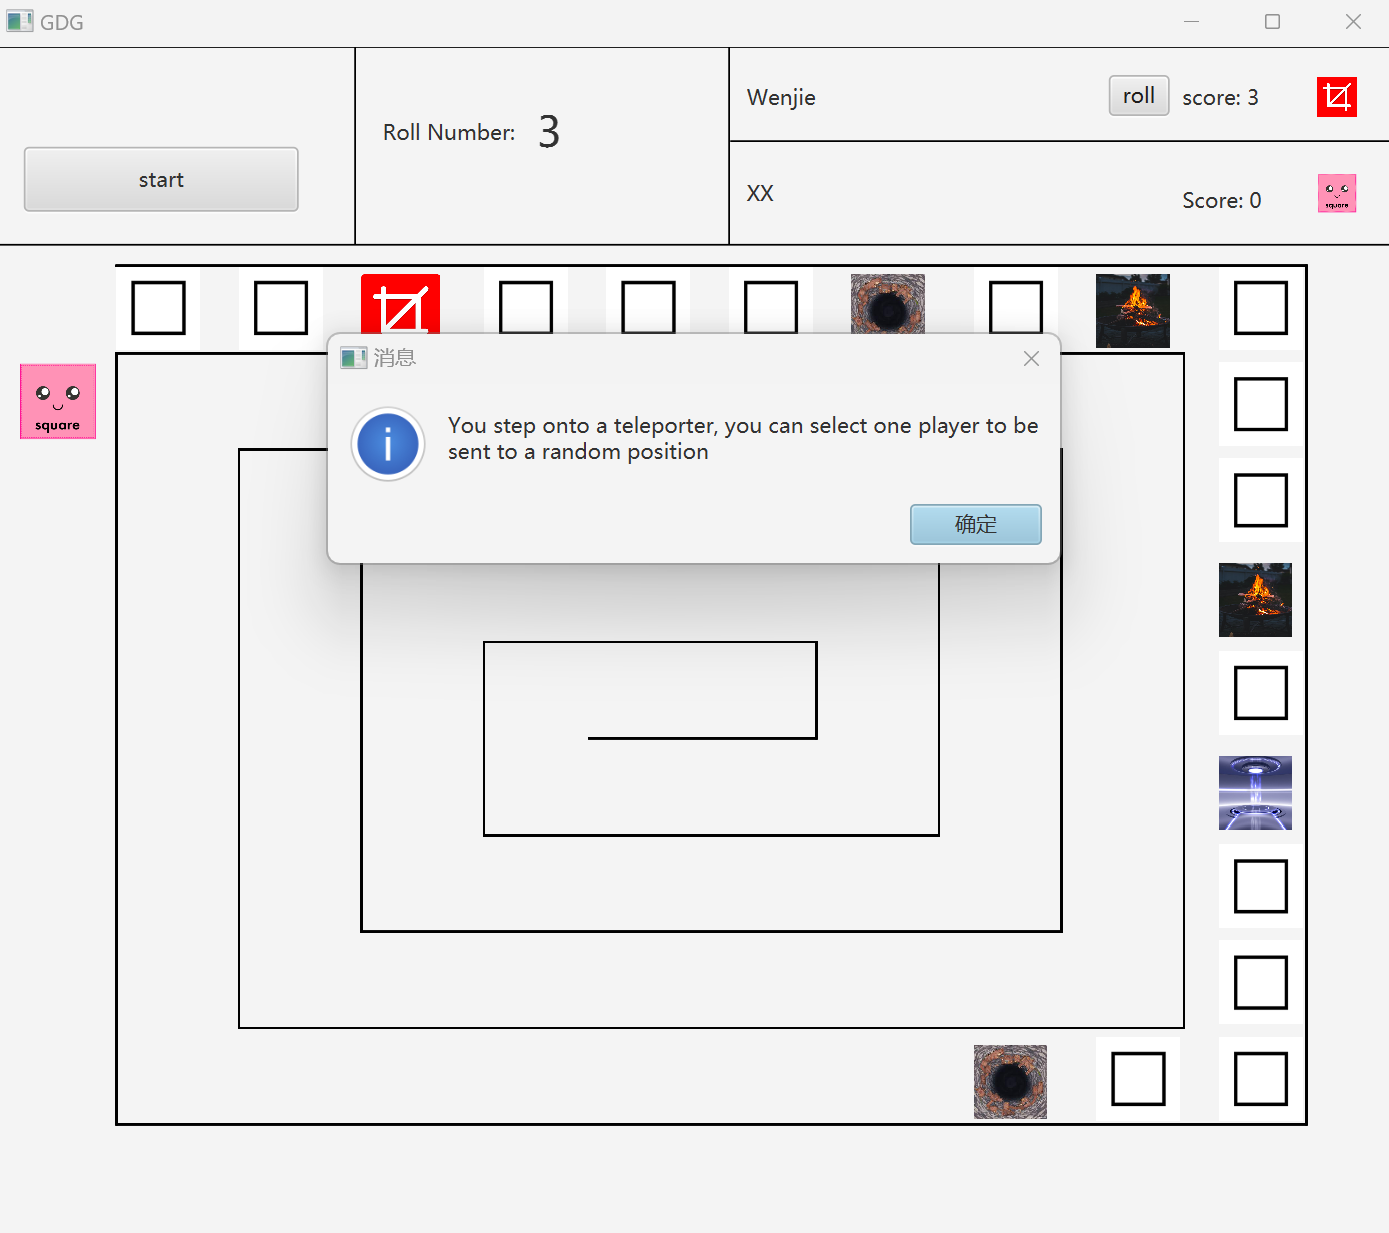 GDG
start
Roll Number: 3
Wenjie
roll
score: 3
XX
Score: 0
square
square
消息
You step onto a teleporter, you can select one player to be
sent to a random position
确定